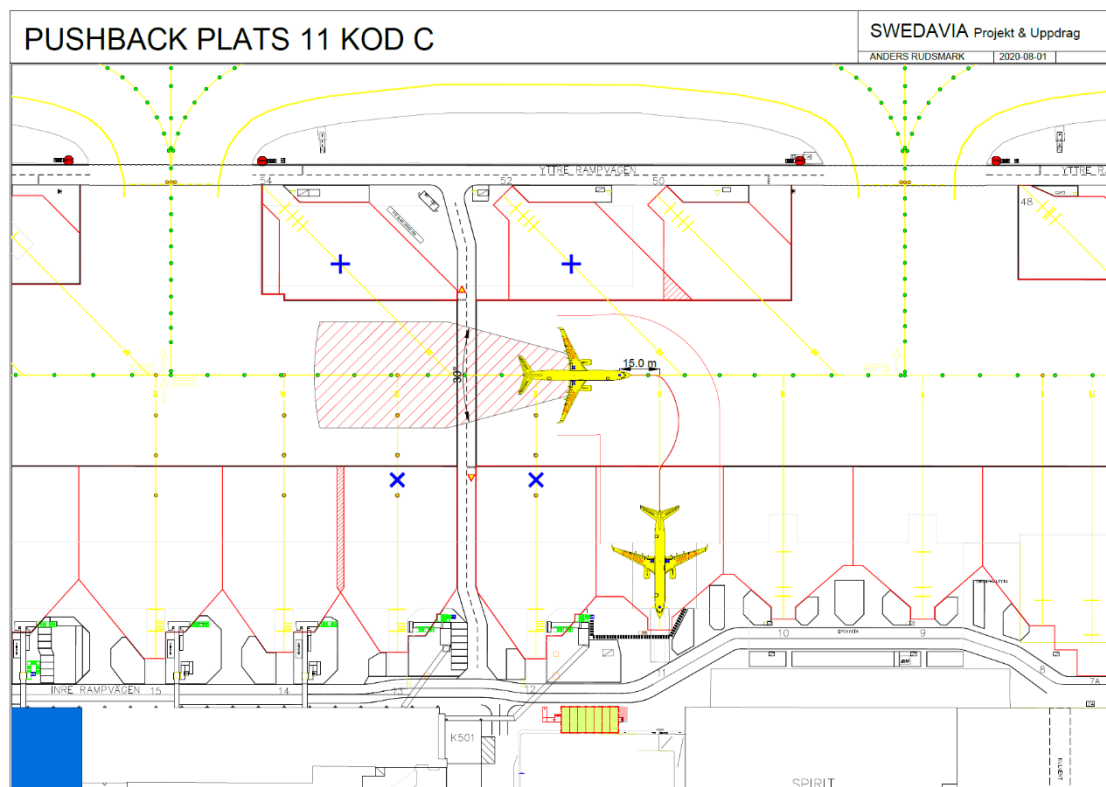 PUSHBACK PLATS 11 KOD C
SWEDAVIA Projekt & Uppdrag
ANDERS RUDSMARK 2020-08-01
YTTRE RAMPVÄGEN
YTTRE RA
54
52
50
48
15.0 m
30°
10
9
8
7A
11
INRE RAMPVÄGEN
15
14
13
12
K501
SPIRIT